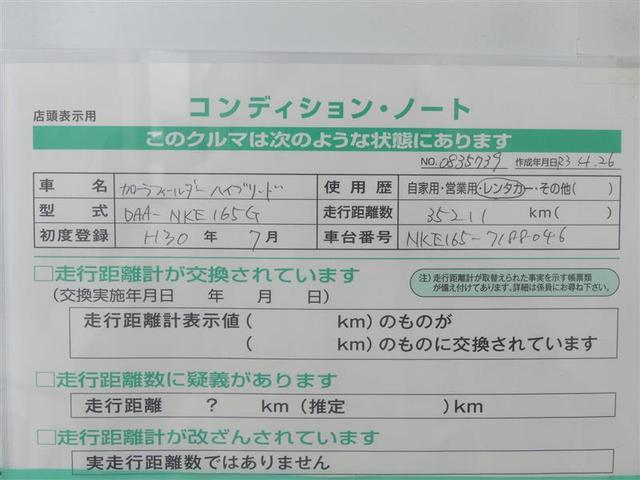 店頭表示用
コンディション・ノート
このクルマは次のような状態にあります
NO. 0835739 作成年月日 R3.4.26
車名 カローラフィールダーハイブリード 使用歴 自家用・営業用・レンタカー・その他( )
型式 DAA-NKE165G 走行距離数 35211 km( )
初度登録 H30 年 7 月 車台番号 NKE165-
□走行距離計が交換されています
(交換実施年月日 年 月 日)
注)走行距離計が取替えられた事実を示す帳票類
が備え付けてあります。詳細は係員にお尋ね下さい。
走行距離計表示値( km)のものが
( km)のものに交換されています
□走行距離数に疑義があります
走行距離 ? km(推定 )km
□走行距離計が改ざんされています
実走行距離数ではありません